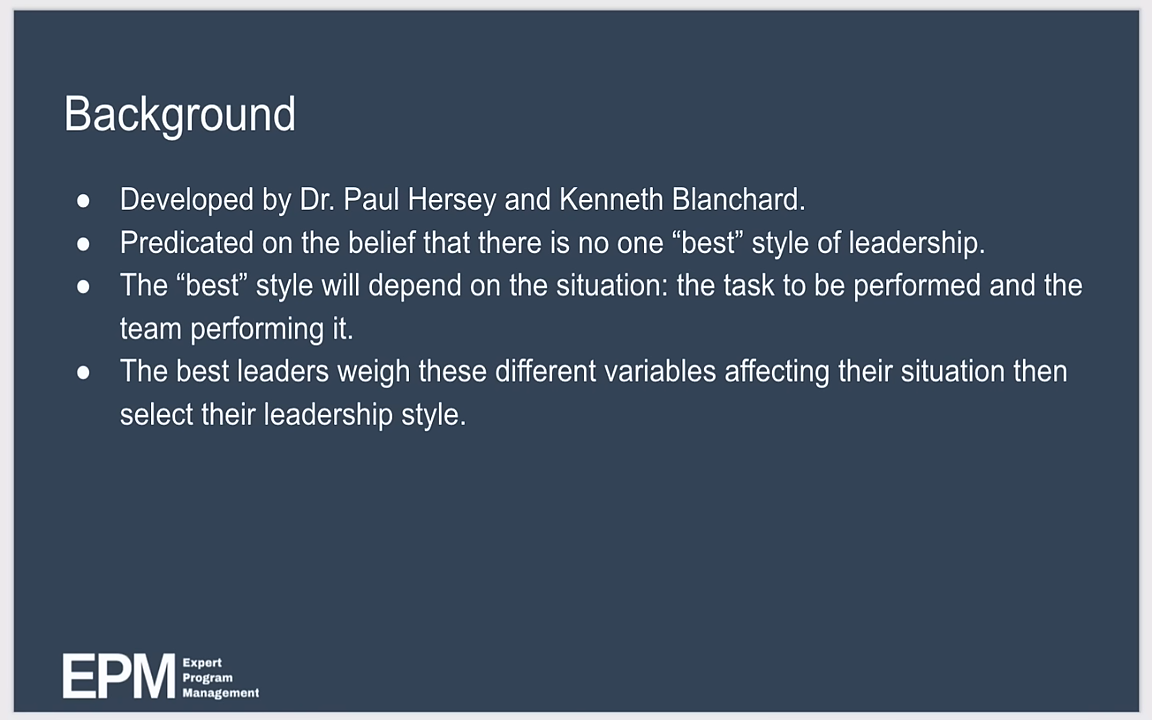 Background
● Developed by Dr. Paul Hersey and Kenneth Blanchard.
● Predicated on the belief that there is no one “best” style of leadership.
● The “best” style will depend on the situation: the task to be performed and the
team performing it.
● The best leaders weigh these different variables affecting their situation then
select their leadership style.
EPM
Expert
Program
Management